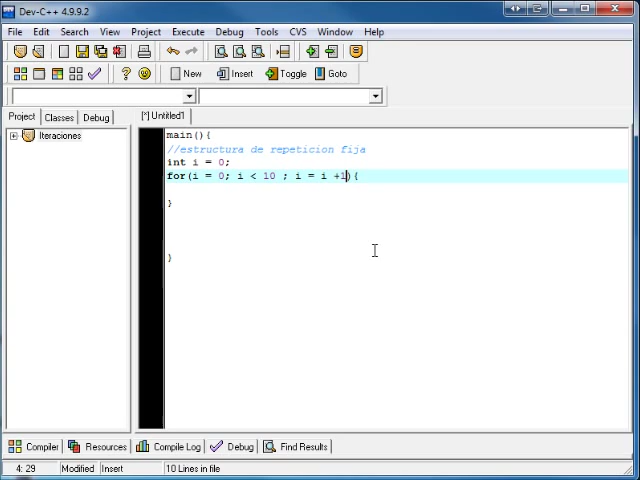 Dev-C++ 4.9.9.2
File Edit Search View Project Execute Debug Tools CVS Window Help
New Insert Toggle Goto
Project Classes Debug [*] Untitled1
Iteraciones
main(){
//estructura de repeticion fija
int i = 0;
for(i = 0; i < 10 ; i = i +1){
}
}
Compiler Resources Compile Log Debug Find Results
4: 29 Modified Insert 10 Lines in file